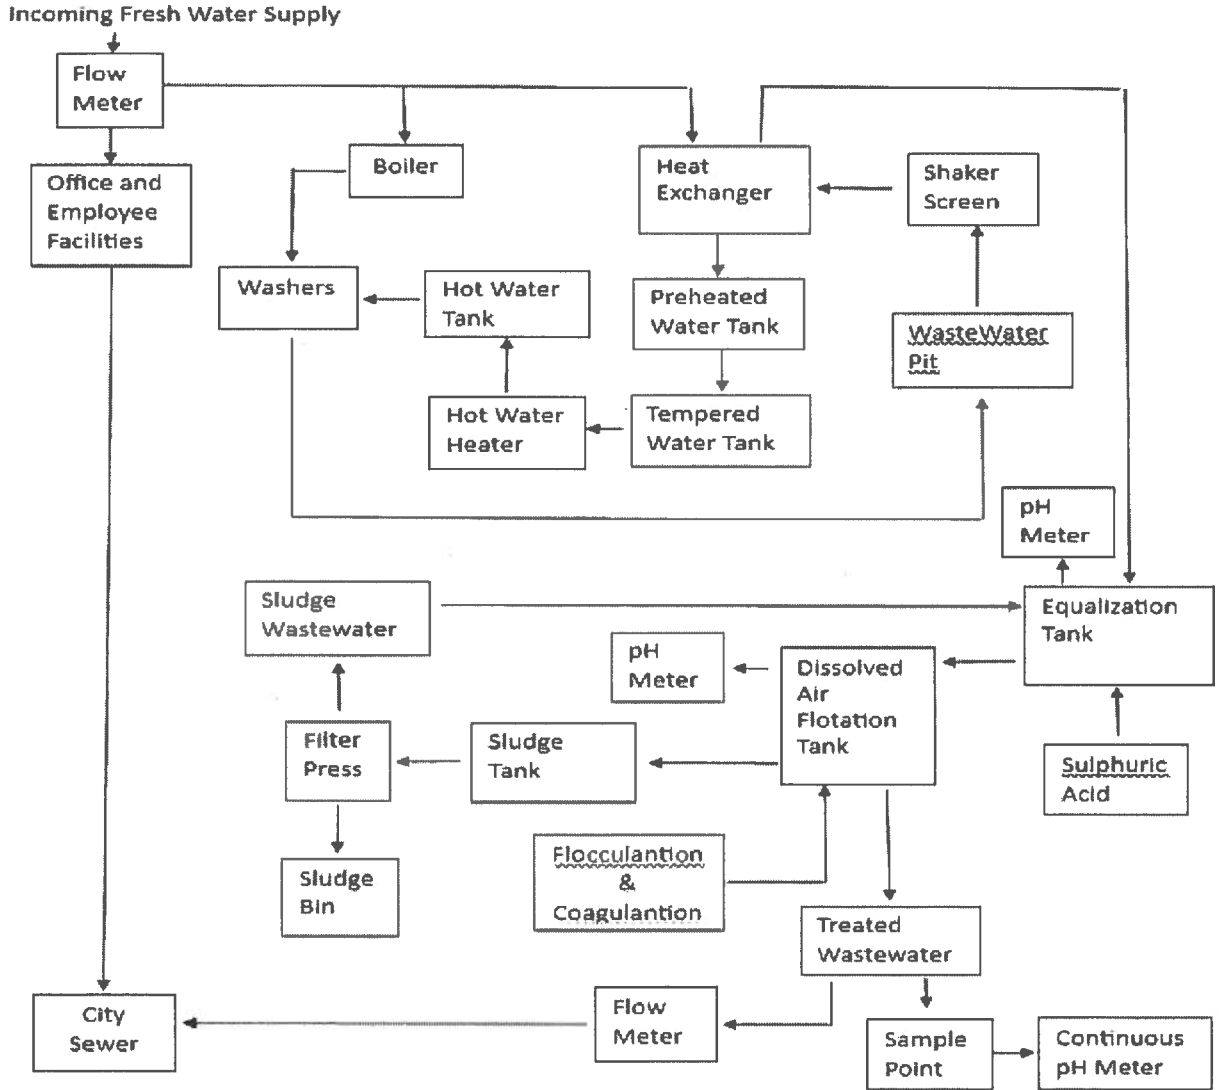 Incoming Fresh Water Supply
Flow
Meter
Boiler
Heat
Exchanger
Shaker
Screen
Office and
Employee
Facilities
Washers
Hot Water
Tank
Preheated
Water Tank
WasteWater
Pit
Hot Water
Heater
Tempered
Water Tank
pH
Meter
Sludge
Wastewater
Equalization
Tank
pH
Meter
Dissolved
Air
Flotation
Tank
Filter
Press
Sludge
Tank
Sulphuric
Acid
Flocculantion
&
Coagulantion
Sludge
Bin
Treated
Wastewater
City
Sewer
Flow
Meter
Sample
Point
Continuous
pH Meter